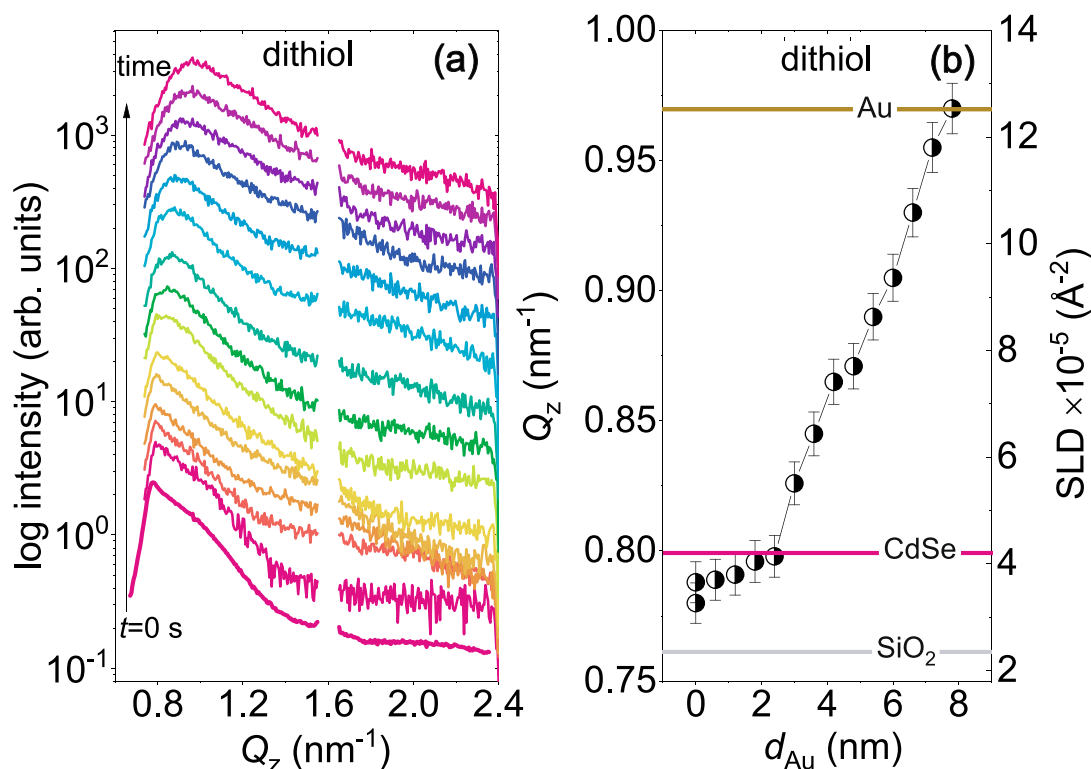 dithiol
(a)
time
10³
10²
10¹
10⁰
10⁻¹
log intensity (arb. units)
t=0 s
0.8 1.2 1.6 2.0 2.4
Q_z (nm⁻¹)
dithiol
(b)
1.00
0.95
0.90
0.85
0.80
0.75
Q_z (nm⁻¹)
Au
CdSe
SiO₂
14
12
10
8
6
4
2
SLD ×10⁻⁵ (Å⁻²)
0 2 4 6 8
d_Au (nm)